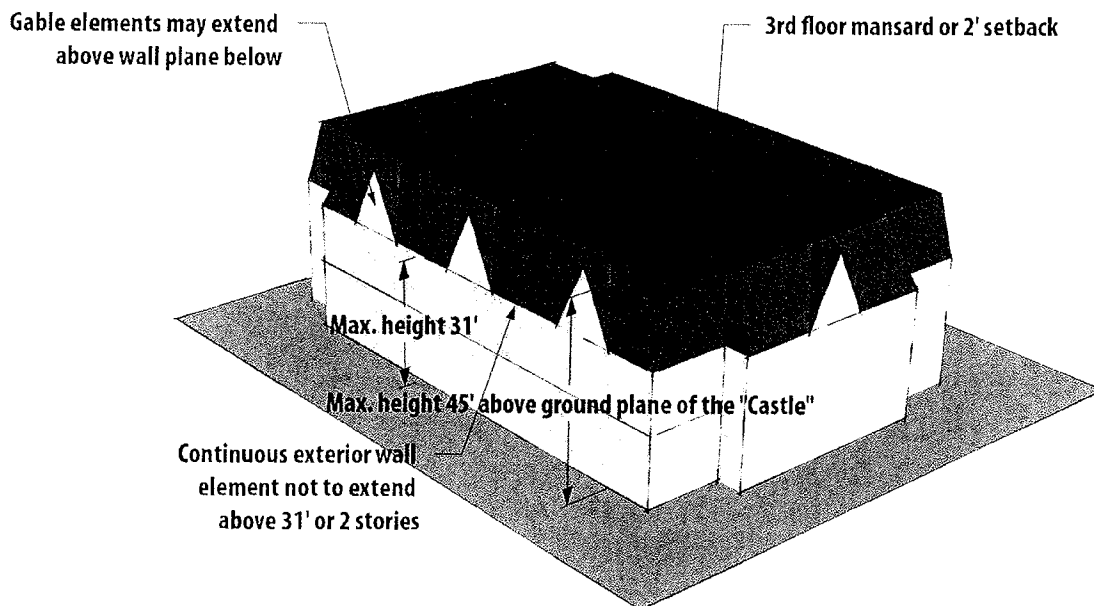 Gable elements may extend
above wall plane below
3rd floor mansard or 2' setback
Max. height 31'
Max. height 45' above ground plane of the "Castle"
Continuous exterior wall
element not to extend
above 31' or 2 stories